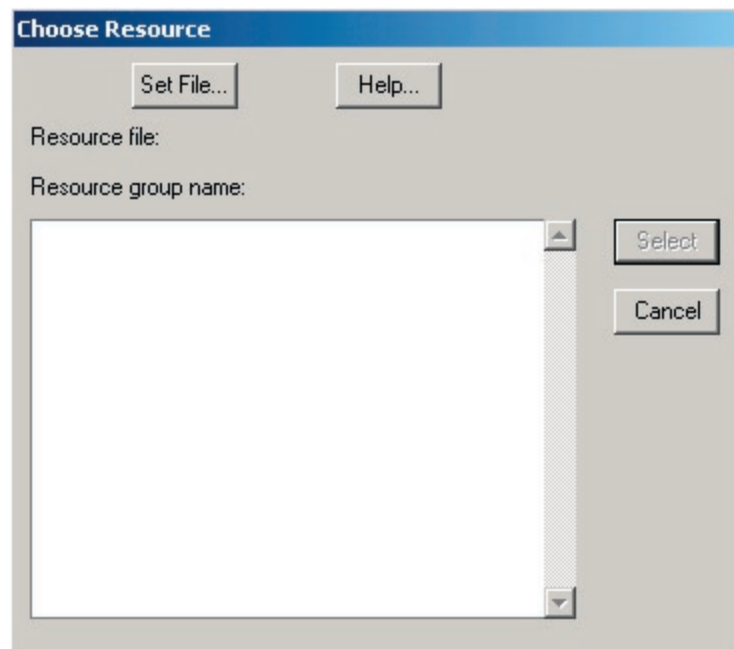 Choose Resource
Set File... Help...
Resource file:
Resource group name:
Select
Cancel